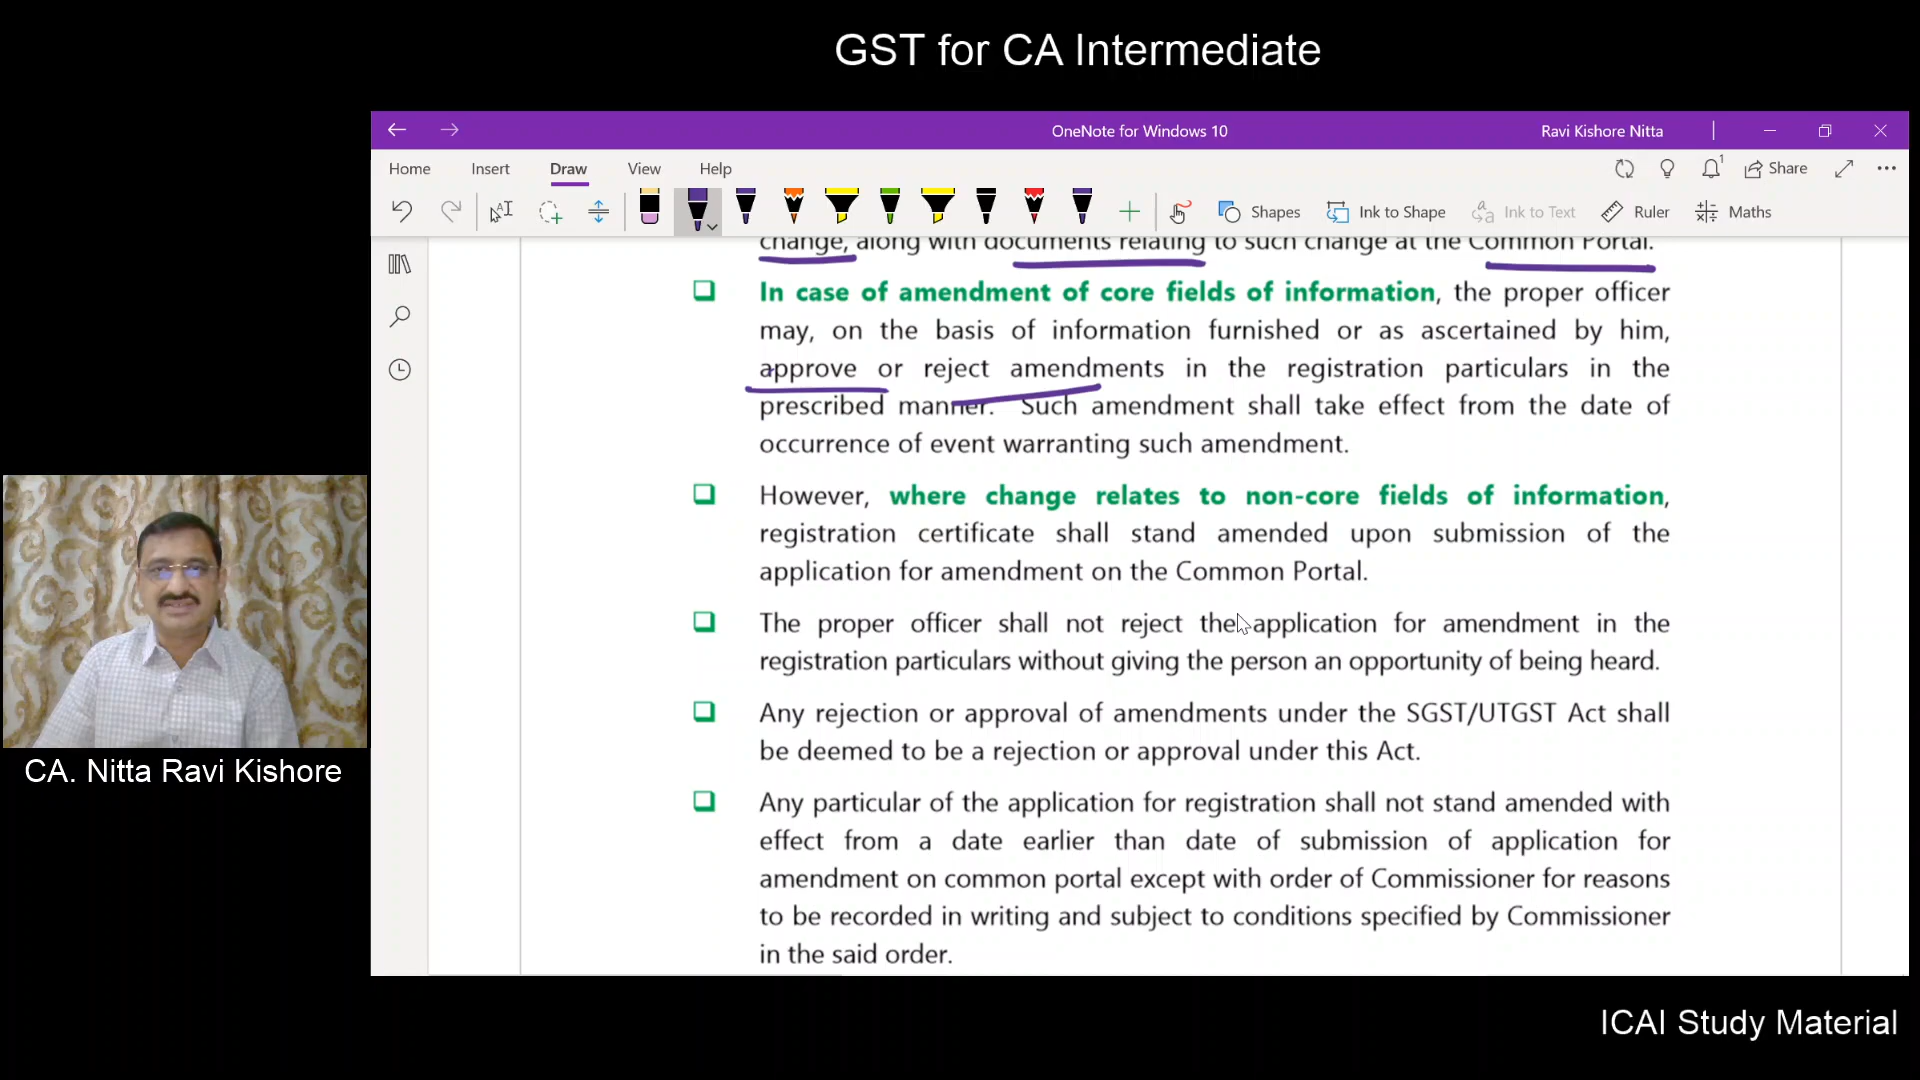 GST for CA Intermediate
OneNote for Windows 10
Ravi Kishore Nitta
Home Insert Draw View Help
1
Share
Shapes
Ink to Shape
Ink to Text
Ruler
Maths
change, along with documents relating to such change at the Common Portal.
In case of amendment of core fields of information, the proper officer
may, on the basis of information furnished or as ascertained by him,
approve or reject amendments in the registration particulars in the
prescribed manner. Such amendment shall take effect from the date of
occurrence of event warranting such amendment.
However, where change relates to non-core fields of information,
registration certificate shall stand amended upon submission of the
application for amendment on the Common Portal.
The proper officer shall not reject the application for amendment in the
registration particulars without giving the person an opportunity of being heard.
Any rejection or approval of amendments under the SGST/UTGST Act shall
be deemed to be a rejection or approval under this Act.
Any particular of the application for registration shall not stand amended with
effect from a date earlier than date of submission of application for
amendment on common portal except with order of Commissioner for reasons
to be recorded in writing and subject to conditions specified by Commissioner
in the said order.
CA. Nitta Ravi Kishore
ICAI Study Material